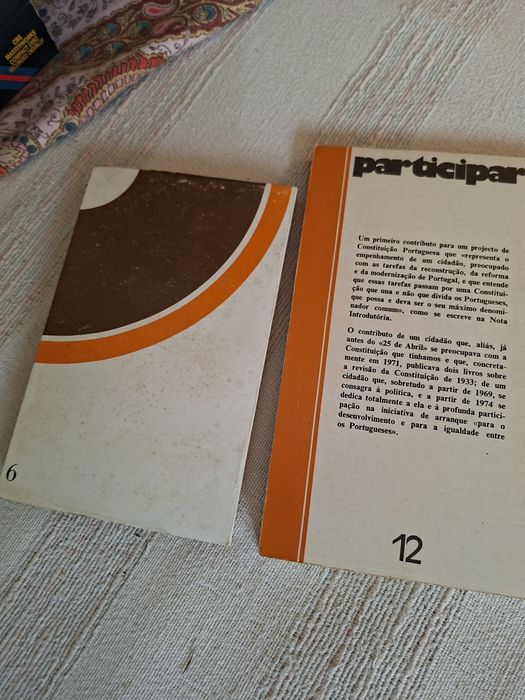 CBS
MASTERWORKS
participar
Um primeiro contributo para um projecto de
Constituição Portuguesa que «representa o
empenhamento de um cidadão, preocupado
com as tarefas da reconstrução, da reforma
e da modernização de Portugal, e que entende
que essas tarefas passam por uma Constitui-
ção que una e não que divida os Portugueses,
que possa e deva ser o seu máximo denomi-
nador comum», como se escreve na Nota
Introdutória.
O contributo de um cidadão que, aliás, já
antes do «25 de Abril» se preocupava com a
Constituição que tínhamos e que, concreta-
mente em 1971, publicava dois livros sobre
a revisão da Constituição de 1933; de um
cidadão que, sobretudo a partir de 1969, se
consagra à política, e a partir de 1974 se
dedica totalmente a ela e à profunda partici-
pação na iniciativa de arranque «para o
desenvolvimento e para a igualdade entre
os Portugueses».
6
12